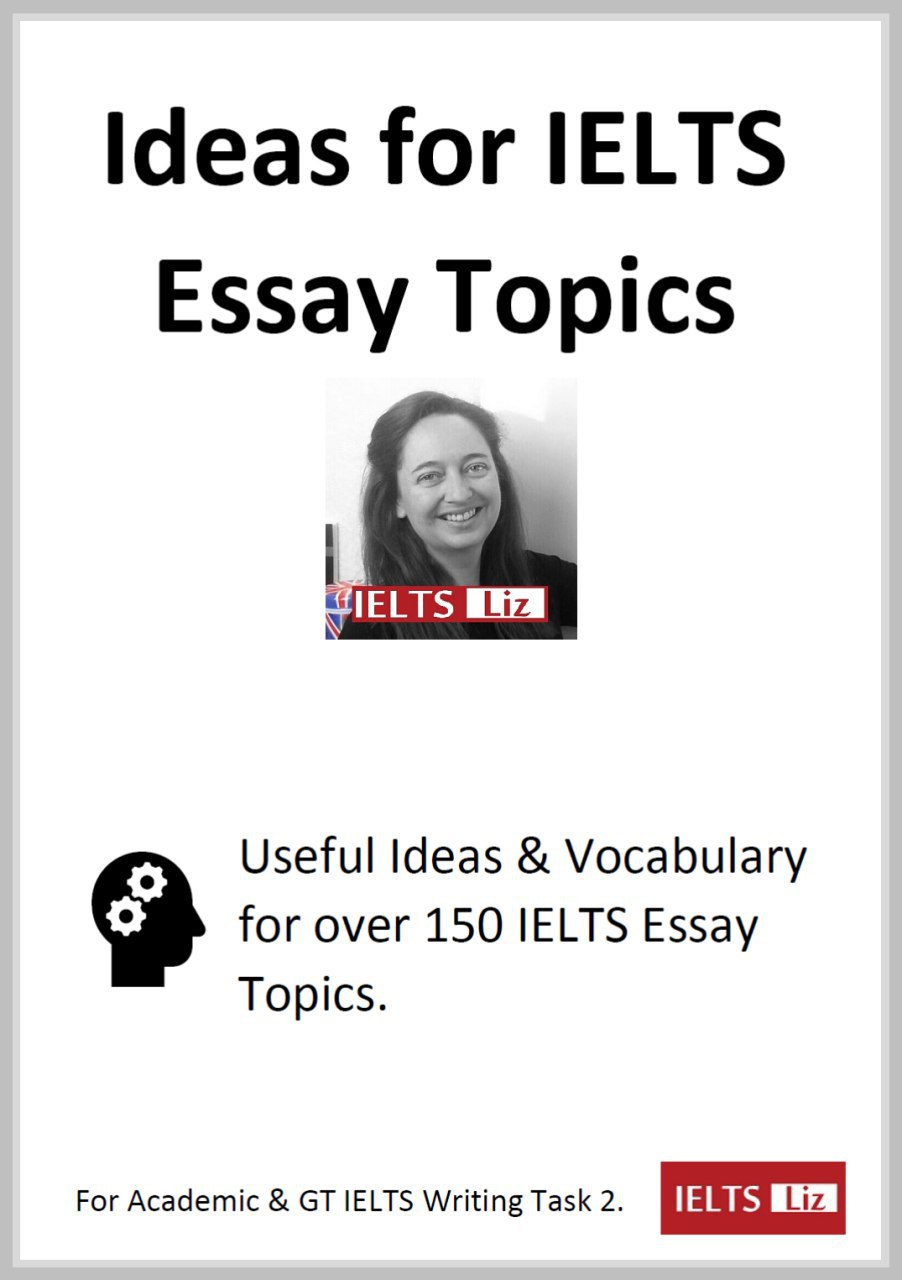 Ideas for IELTS
Essay Topics
IELTS Liz
Useful Ideas & Vocabulary
for over 150 IELTS Essay
Topics.
For Academic & GT IELTS Writing Task 2.
IELTS Liz